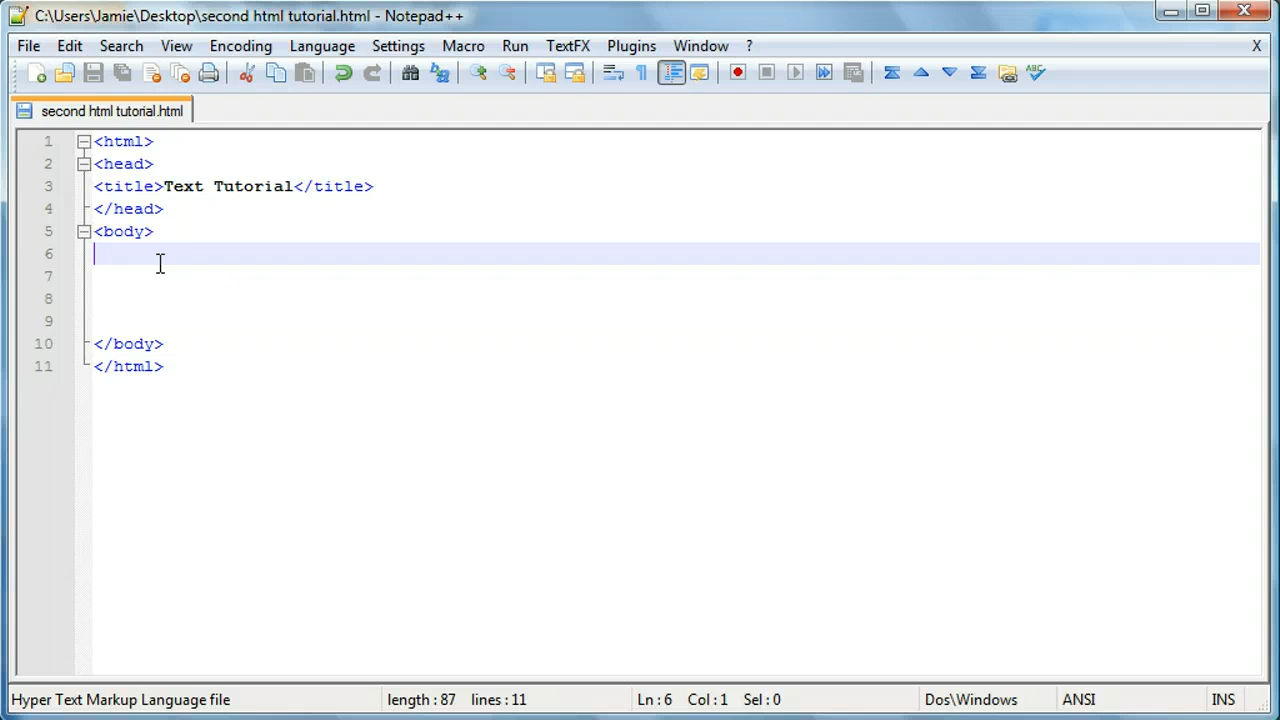 C:\Users\Jamie\Desktop\second html tutorial.html - Notepad++
File Edit Search View Encoding Language Settings Macro Run TextFX Plugins Window ? X
second html tutorial.html
1 <html>
2 <head>
3 <title>Text Tutorial</title>
4 </head>
5 <body>
6
7
8
9
10 </body>
11 </html>
Hyper Text Markup Language file length : 87 lines : 11 Ln : 6 Col : 1 Sel : 0 Dos\Windows ANSI INS